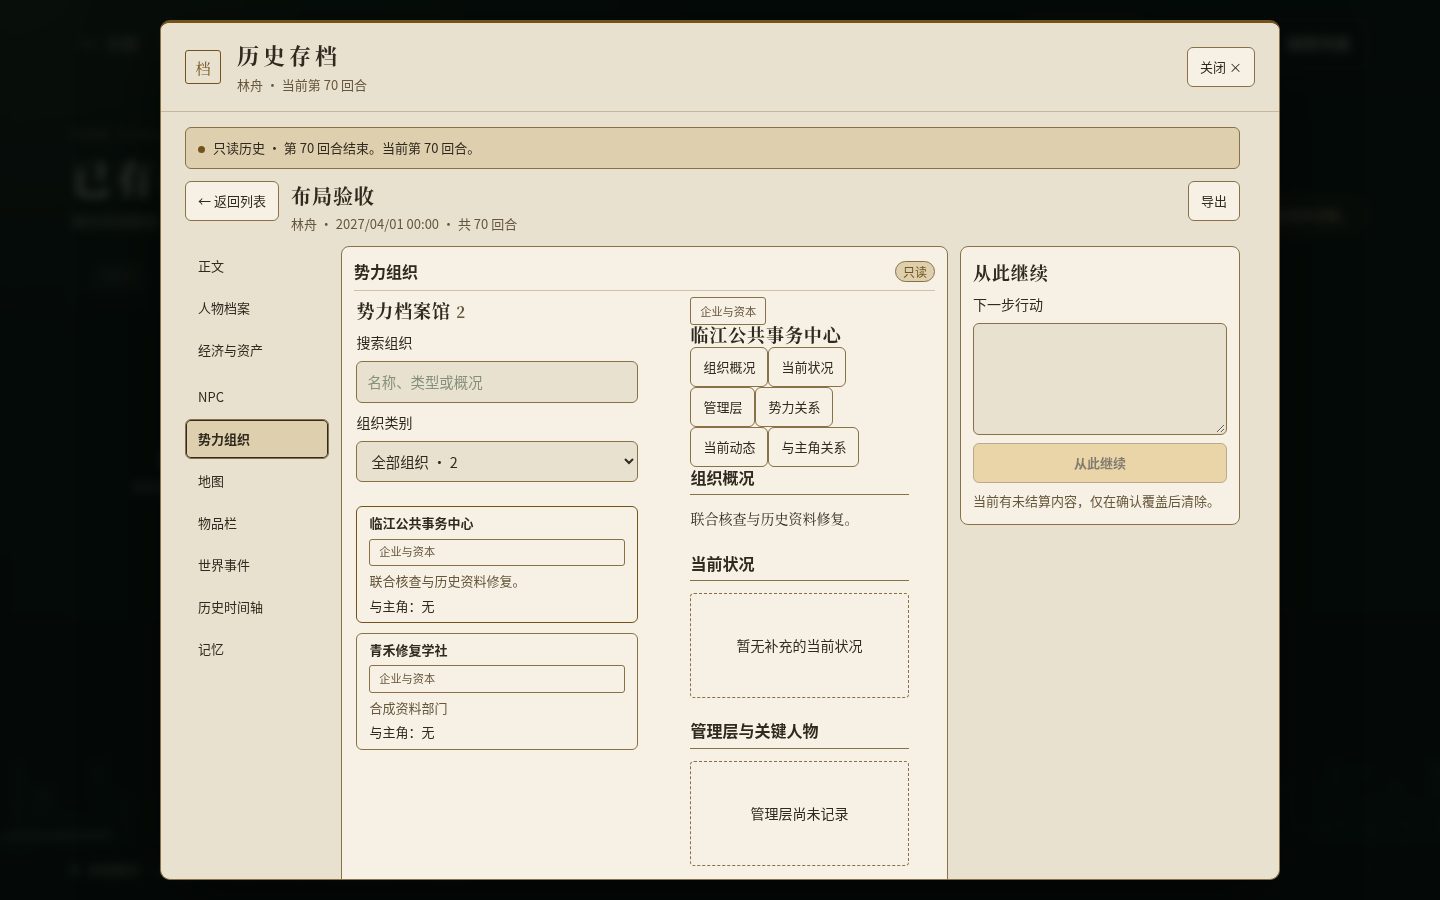 档
历史存档
林舟 · 当前第 70 回合
关闭 ×
只读历史 · 第 70 回合结束。当前第 70 回合。
← 返回列表
布局验收
林舟 · 2027/04/01 00:00 · 共 70 回合
导出
正文
人物档案
经济与资产
NPC
势力组织
地图
物品栏
世界事件
历史时间轴
记忆
势力组织
只读
势力档案馆 2
搜索组织
名称、类型或概况
组织类别
全部组织 · 2
临江公共事务中心
企业与资本
联合核查与历史资料修复。
与主角：无
青禾修复学社
企业与资本
合成资料部门
与主角：无
企业与资本
临江公共事务中心
组织概况
当前状况
管理层
势力关系
当前动态
与主角关系
组织概况
联合核查与历史资料修复。
当前状况
暂无补充的当前状况
管理层与关键人物
管理层尚未记录
从此继续
下一步行动
从此继续
当前有未结算内容，仅在确认覆盖后清除。